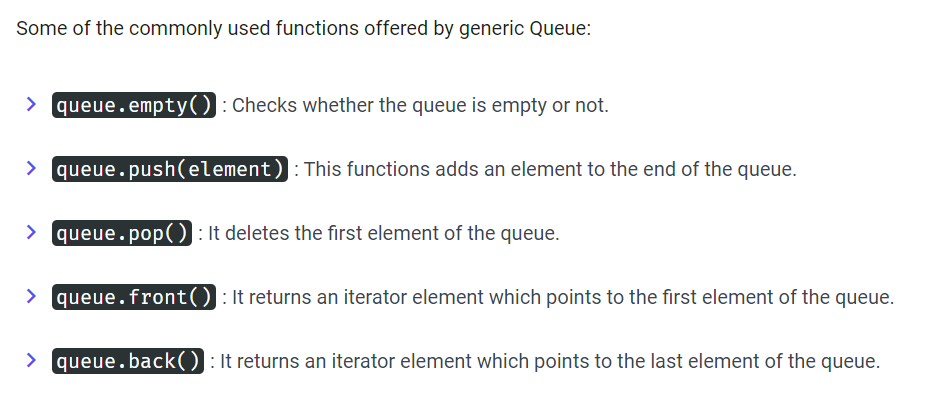 Some of the commonly used functions offered by generic Queue:
queue.empty() : Checks whether the queue is empty or not.
queue.push(element) : This functions adds an element to the end of the queue.
queue.pop() : It deletes the first element of the queue.
queue.front() : It returns an iterator element which points to the first element of the queue.
queue.back() : It returns an iterator element which points to the last element of the queue.